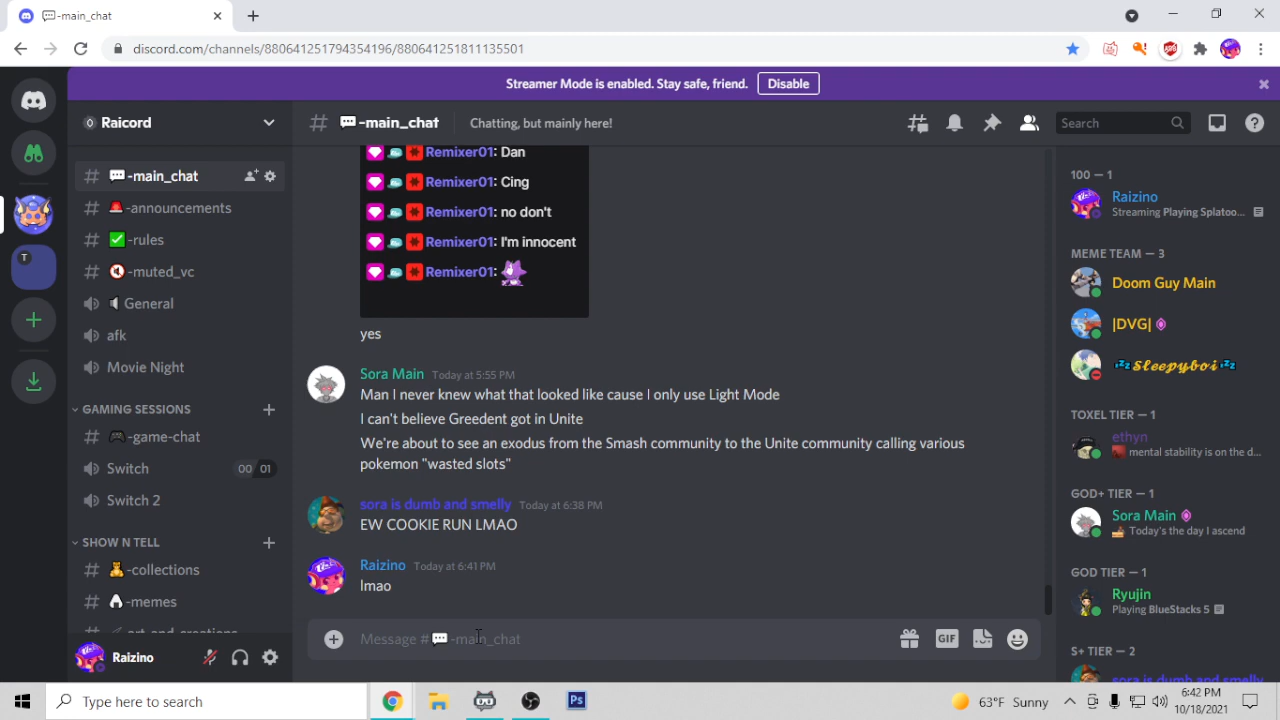 -main_chat
discord.com/channels/880641251794354196/880641251811135501
Streamer Mode is enabled. Stay safe, friend. Disable
Raicord
-main_chat
Chatting, but mainly here!
Search
-main_chat
-announcements
-rules
-muted_vc
General
afk
Movie Night
GAMING SESSIONS
-game-chat
Switch 00 01
Switch 2
SHOW N TELL
-collections
-memes
Raizino
Remixer01: Dan
Remixer01: Cing
Remixer01: no don't
Remixer01: I'm innocent
Remixer01:
yes
Sora Main Today at 5:55 PM
Man I never knew what that looked like cause I only use Light Mode
I can't believe Greedent got in Unite
We're about to see an exodus from the Smash community to the Unite community calling various
pokemon "wasted slots"
sora is dumb and smelly Today at 6:38 PM
EW COOKIE RUN LMAO
Raizino Today at 6:41 PM
lmao
Message # -main_chat
GIF
100 — 1
Raizino
Streaming Playing Splatoo...
MEME TEAM — 3
Doom Guy Main
|DVG|
💤Sleepyboi💤
TOXEL TIER — 1
ethyn
mental stability is on the d...
GOD+ TIER — 1
Sora Main
Today's the day I ascend
GOD TIER — 1
Ryujin
Playing BlueStacks 5
S+ TIER — 2
sora is dumb and smelly
Type here to search
63°F Sunny
6:42 PM
10/18/2021